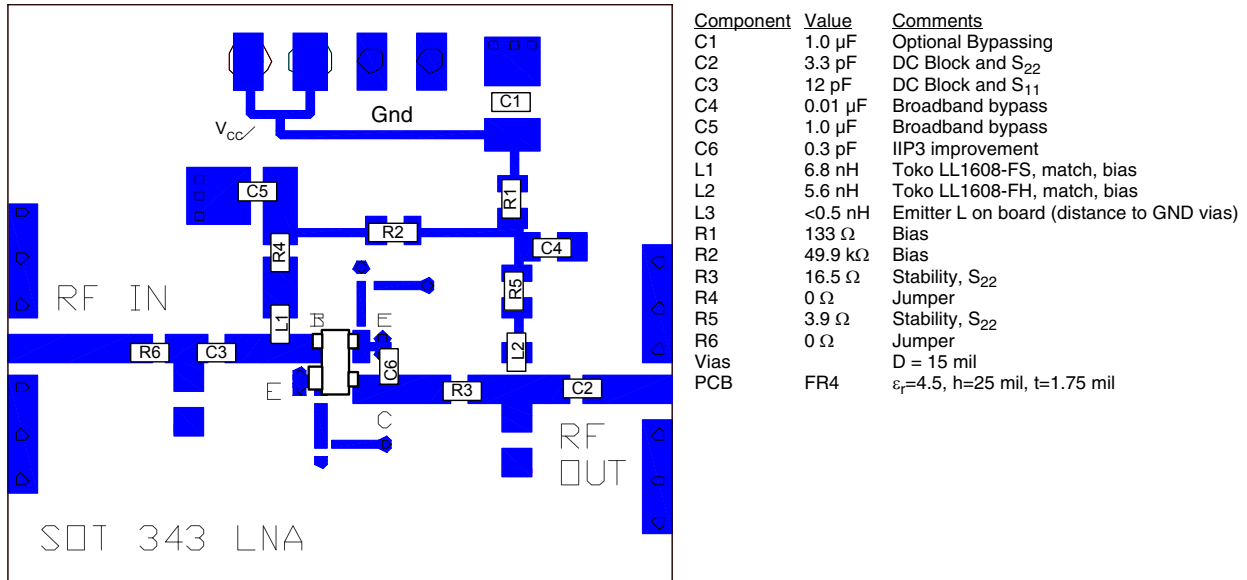 C1
Gnd
VCC
C5
R1
R2
C4
R4
R5
RF IN
L1
B
E
L2
R6
C3
C6
E
R3
C2
C
RF
OUT
SOT 343 LNA
Component Value Comments
C1 1.0 µF Optional Bypassing
C2 3.3 pF DC Block and S22
C3 12 pF DC Block and S11
C4 0.01 µF Broadband bypass
C5 1.0 µF Broadband bypass
C6 0.3 pF IIP3 improvement
L1 6.8 nH Toko LL1608-FS, match, bias
L2 5.6 nH Toko LL1608-FH, match, bias
L3 <0.5 nH Emitter L on board (distance to GND vias)
R1 133 Ω Bias
R2 49.9 kΩ Bias
R3 16.5 Ω Stability, S22
R4 0 Ω Jumper
R5 3.9 Ω Stability, S22
R6 0 Ω Jumper
Vias D = 15 mil
PCB FR4 εr=4.5, h=25 mil, t=1.75 mil